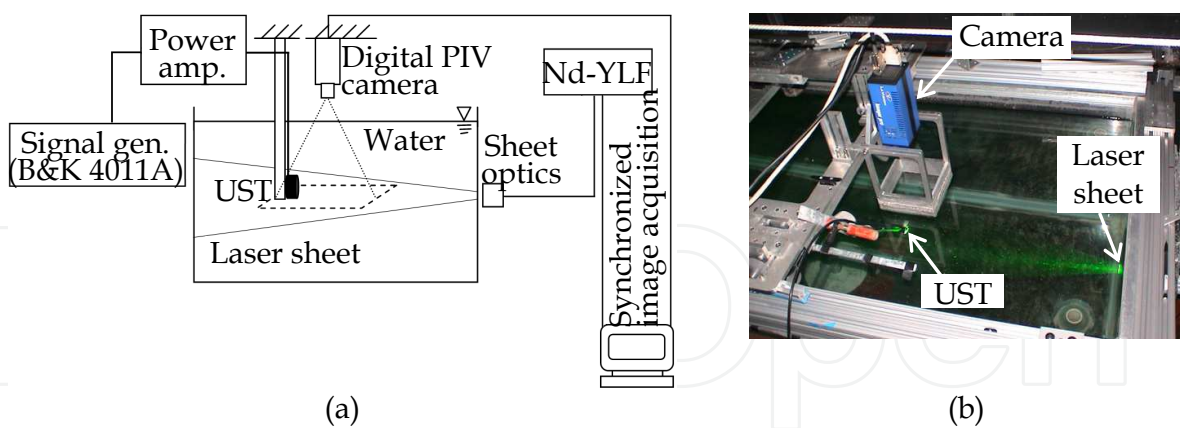 Power
amp.
Digital PIV
camera
Nd-YLF
Signal gen.
(B&K 4011A)
Water
Sheet
optics
UST
Laser sheet
Synchronized
image acquisition
(a)
Camera
Laser
sheet
UST
(b)
Open